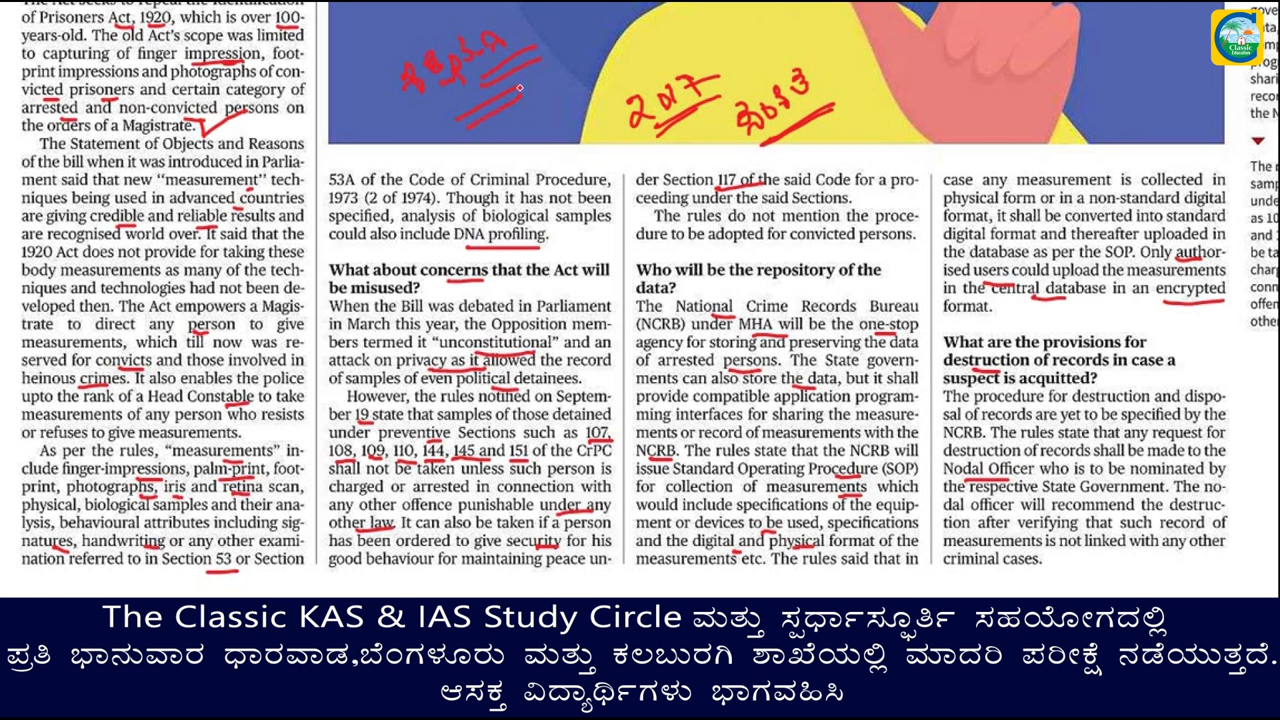 The Act seeks to repeal the Identification
of Prisoners Act, 1920, which is over 100-
years-old. The old Act's scope was limited
to capturing of finger impression, foot-
print impressions and photographs of con-
victed prisoners and certain category of
arrested and non-convicted persons on
the orders of a Magistrate.
The Statement of Objects and Reasons
of the bill when it was introduced in Parlia-
ment said that new “measurement” tech-
niques being used in advanced countries
are giving credible and reliable results and
are recognised world over. It said that the
1920 Act does not provide for taking these
body measurements as many of the tech-
niques and technologies had not been de-
veloped then. The Act empowers a Magis-
trate to direct any person to give
measurements, which till now was re-
served for convicts and those involved in
heinous crimes. It also enables the police
upto the rank of a Head Constable to take
measurements of any person who resists
or refuses to give measurements.
As per the rules, “measurements” in-
clude finger-impressions, palm-print, foot-
print, photographs, iris and retina scan,
physical, biological samples and their ana-
lysis, behavioural attributes including sig-
natures, handwriting or any other exami-
nation referred to in Section 53 or Section
2017
53A of the Code of Criminal Procedure,
1973 (2 of 1974). Though it has not been
specified, analysis of biological samples
could also include DNA profiling.
What about concerns that the Act will
be misused?
When the Bill was debated in Parliament
in March this year, the Opposition mem-
bers termed it “unconstitutional” and an
attack on privacy as it allowed the record
of samples of even political detainees.
However, the rules notified on Septem-
ber 19 state that samples of those detained
under preventive Sections such as 107,
108, 109, 110, 144, 145 and 151 of the CrPC
shall not be taken unless such person is
charged or arrested in connection with
any other offence punishable under any
other law. It can also be taken if a person
has been ordered to give security for his
good behaviour for maintaining peace un-
der Section 117 of the said Code for a pro-
ceeding under the said Sections.
The rules do not mention the proce-
dure to be adopted for convicted persons.
Who will be the repository of the
data?
The National Crime Records Bureau
(NCRB) under MHA will be the one-stop
agency for storing and preserving the data
of arrested persons. The State govern-
ments can also store the data, but it shall
provide compatible application program-
ming interfaces for sharing the measure-
ments or record of measurements with the
NCRB. The rules state that the NCRB will
issue Standard Operating Procedure (SOP)
for collection of measurements which
would include specifications of the equip-
ment or devices to be used, specifications
and the digital and physical format of the
measurements etc. The rules said that in
case any measurement is collected in
physical form or in a non-standard digital
format, it shall be converted into standard
digital format and thereafter uploaded in
the database as per the SOP. Only author-
ised users could upload the measurements
in the central database in an encrypted
format.
What are the provisions for
destruction of records in case a
suspect is acquitted?
The procedure for destruction and dispo-
sal of records are yet to be specified by the
NCRB. The rules state that any request for
destruction of records shall be made to the
Nodal Officer who is to be nominated by
the respective State Government. The no-
dal officer will recommend the destruc-
tion after verifying that such record of
measurements is not linked with any other
criminal cases.
Classic
Education
The Classic KAS & IAS Study Circle ಮತ್ತು ಸ್ಪರ್ಧಾಸ್ಫೂರ್ತಿ ಸಹಯೋಗದಲ್ಲಿ
ಪ್ರತಿ ಭಾನುವಾರ ಧಾರವಾಡ,ಬೆಂಗಳೂರು ಮತ್ತು ಕಲಬುರಗಿ ಶಾಖೆಯಲ್ಲಿ ಮಾದರಿ ಪರೀಕ್ಷೆ ನಡೆಯುತ್ತದೆ.
ಆಸಕ್ತ ವಿದ್ಯಾರ್ಥಿಗಳು ಭಾಗವಹಿಸಿ